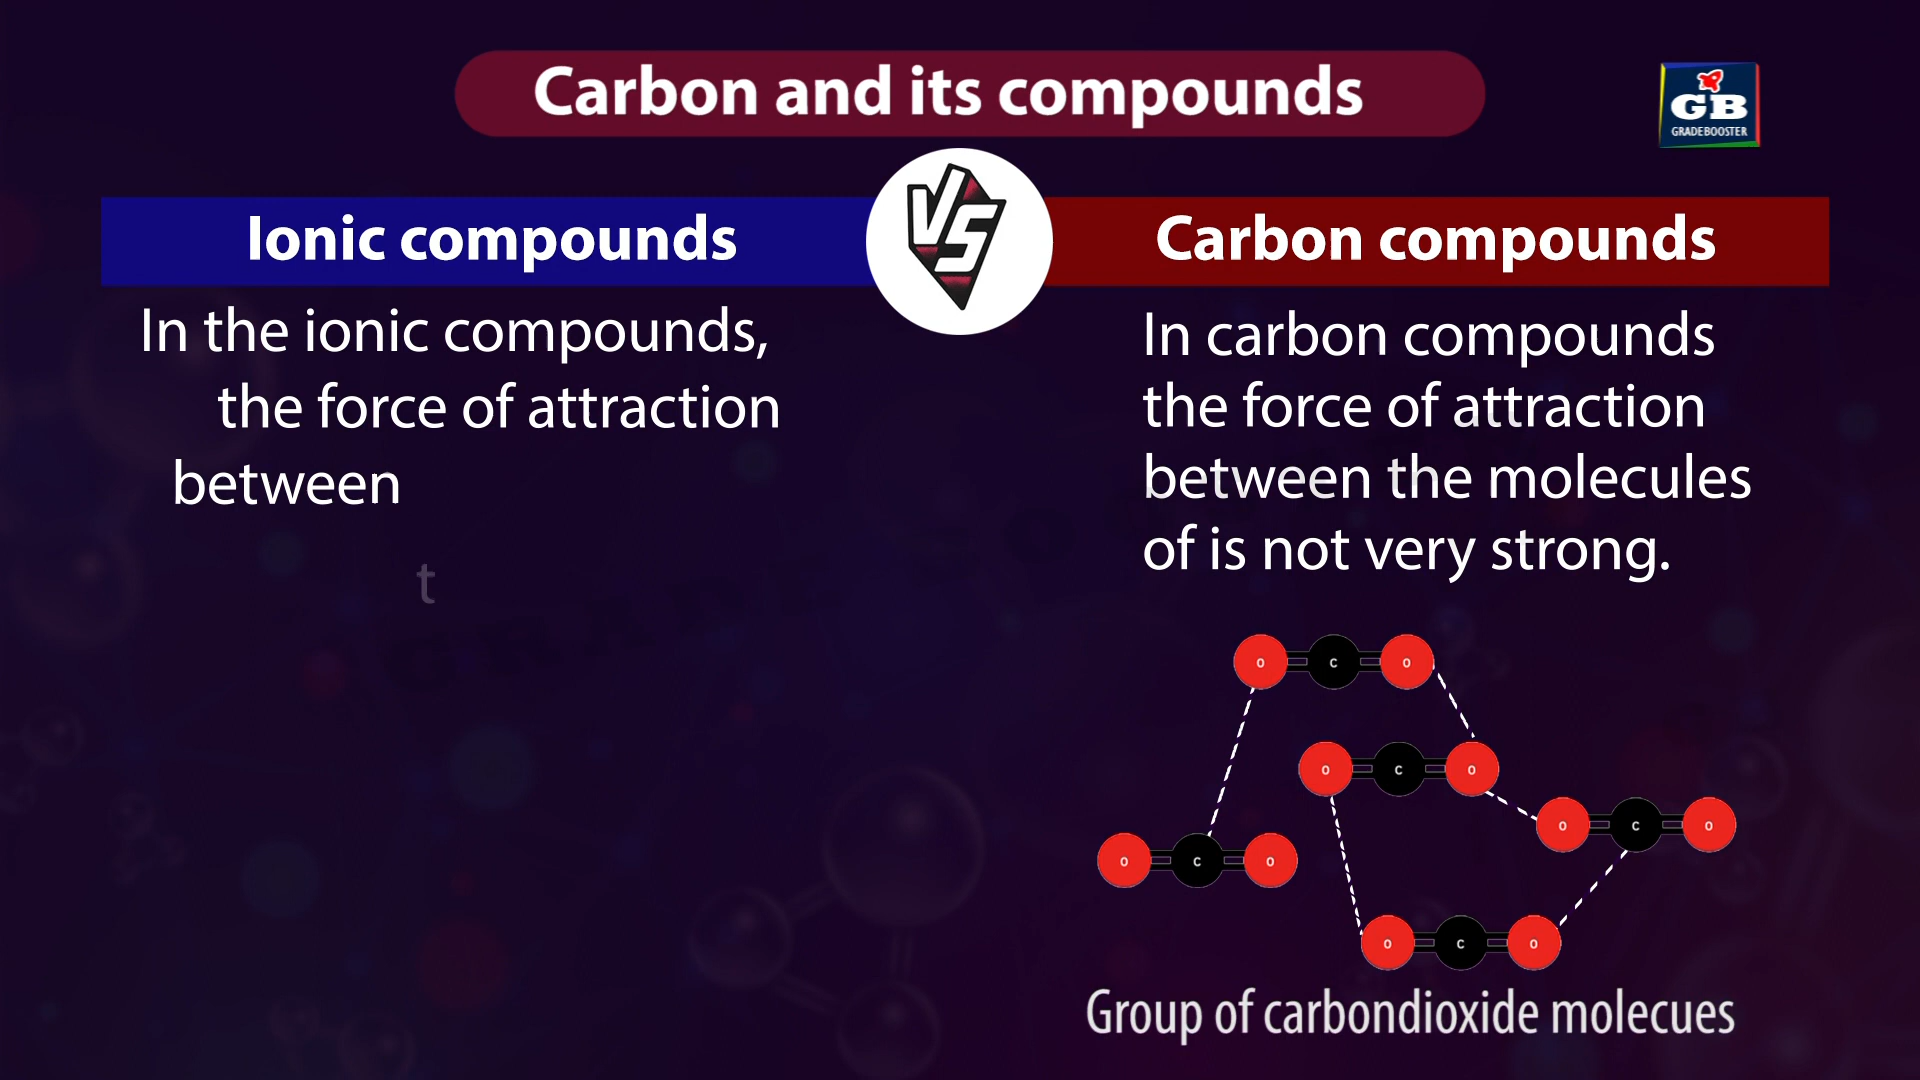 Carbon and its compounds
GB
GRADEBOOSTER
VS
Ionic compounds
Carbon compounds
In the ionic compounds,
the force of attraction
between
t
In carbon compounds
the force of attraction
between the molecules
of is not very strong.
o c o
o c o
o c o
o c o
o c o
Group of carbondioxide molecues